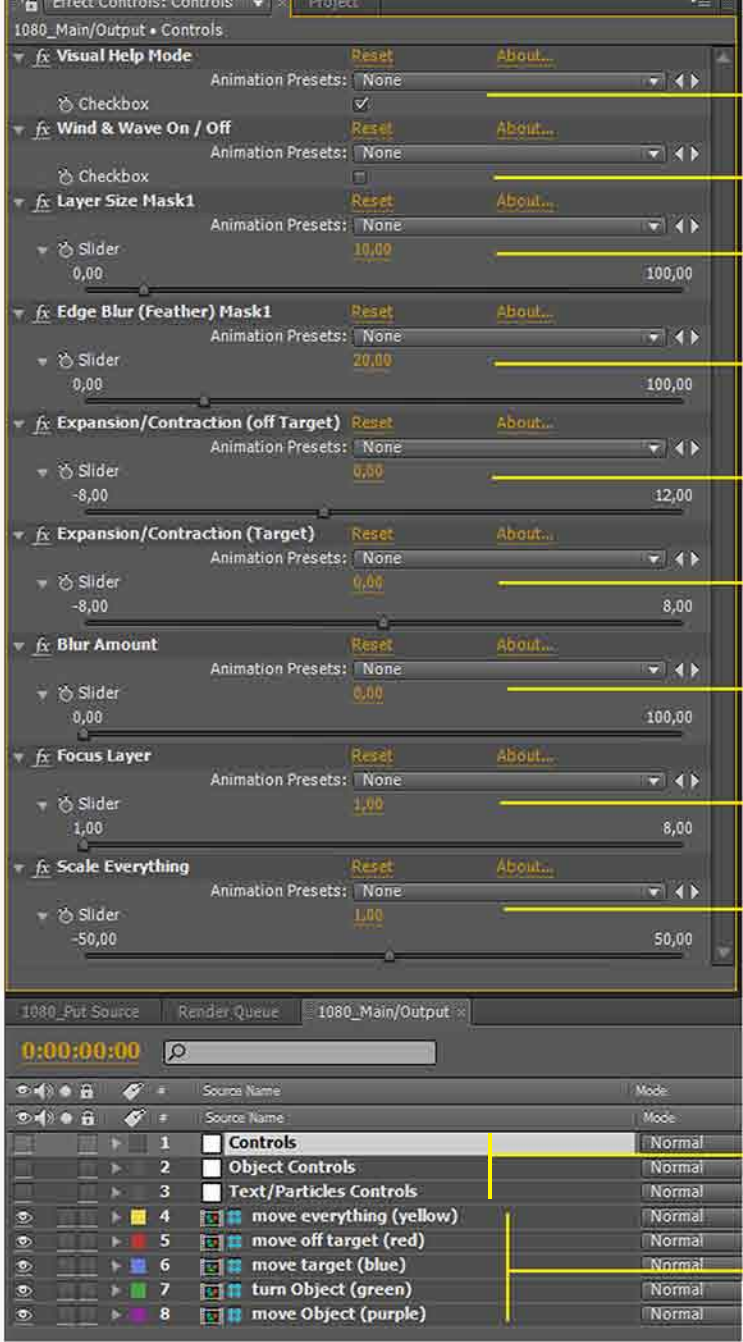 Effect Controls: Controls Project
1080_Main/Output • Controls
fx Visual Help Mode Reset About...
Animation Presets: None
Checkbox
fx Wind & Wave On / Off Reset About...
Animation Presets: None
Checkbox
fx Layer Size Mask1 Reset About...
Animation Presets: None
Slider 10,00
0,00 100,00
fx Edge Blur (Feather) Mask1 Reset About...
Animation Presets: None
Slider 20,00
0,00 100,00
fx Expansion/Contraction (off Target) Reset About...
Animation Presets: None
Slider 0,00
-8,00 12,00
fx Expansion/Contraction (Target) Reset About...
Animation Presets: None
Slider 0,00
-8,00 8,00
fx Blur Amount Reset About...
Animation Presets: None
Slider 0,00
0,00 100,00
fx Focus Layer Reset About...
Animation Presets: None
Slider 1,00
1,00 8,00
fx Scale Everything Reset About...
Animation Presets: None
Slider 1,00
-50,00 50,00
1080_Put Source Render Queue 1080_Main/Output
0:00:00:00
# Source Name Mode
# Source Name Mode
1 Controls Normal
2 Object Controls Normal
3 Text/Particles Controls Normal
4 move everything (yellow) Normal
5 move off target (red) Normal
6 move target (blue) Normal
7 turn Object (green) Normal
8 move Object (purple) Normal